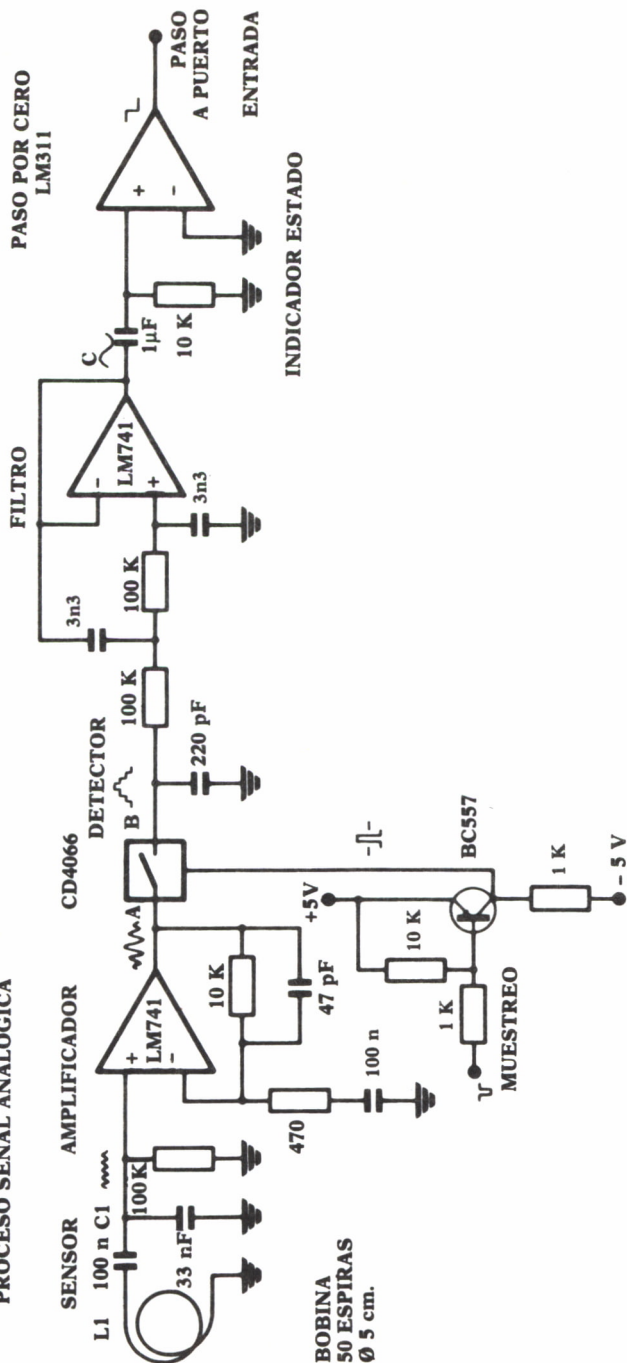 PROCESO SEÑAL ANALOGICA
SENSOR
AMPLIFICADOR
CD4066
DETECTOR
FILTRO
PASO POR CERO
LM311
L1
100 n C1
33 nF
100K
+
-
LM741
A
10 K
47 pF
470
100 n
B
220 pF
100 K
3n3
100 K
3n3
-
+
LM741
C
1µF
10 K
+
-
PASO
A PUERTO
ENTRADA
INDICADOR ESTADO
BOBINA
50 ESPIRAS
Ø 5 cm.
MUESTREO
1 K
10 K
+5V
BC557
1 K
- 5 V